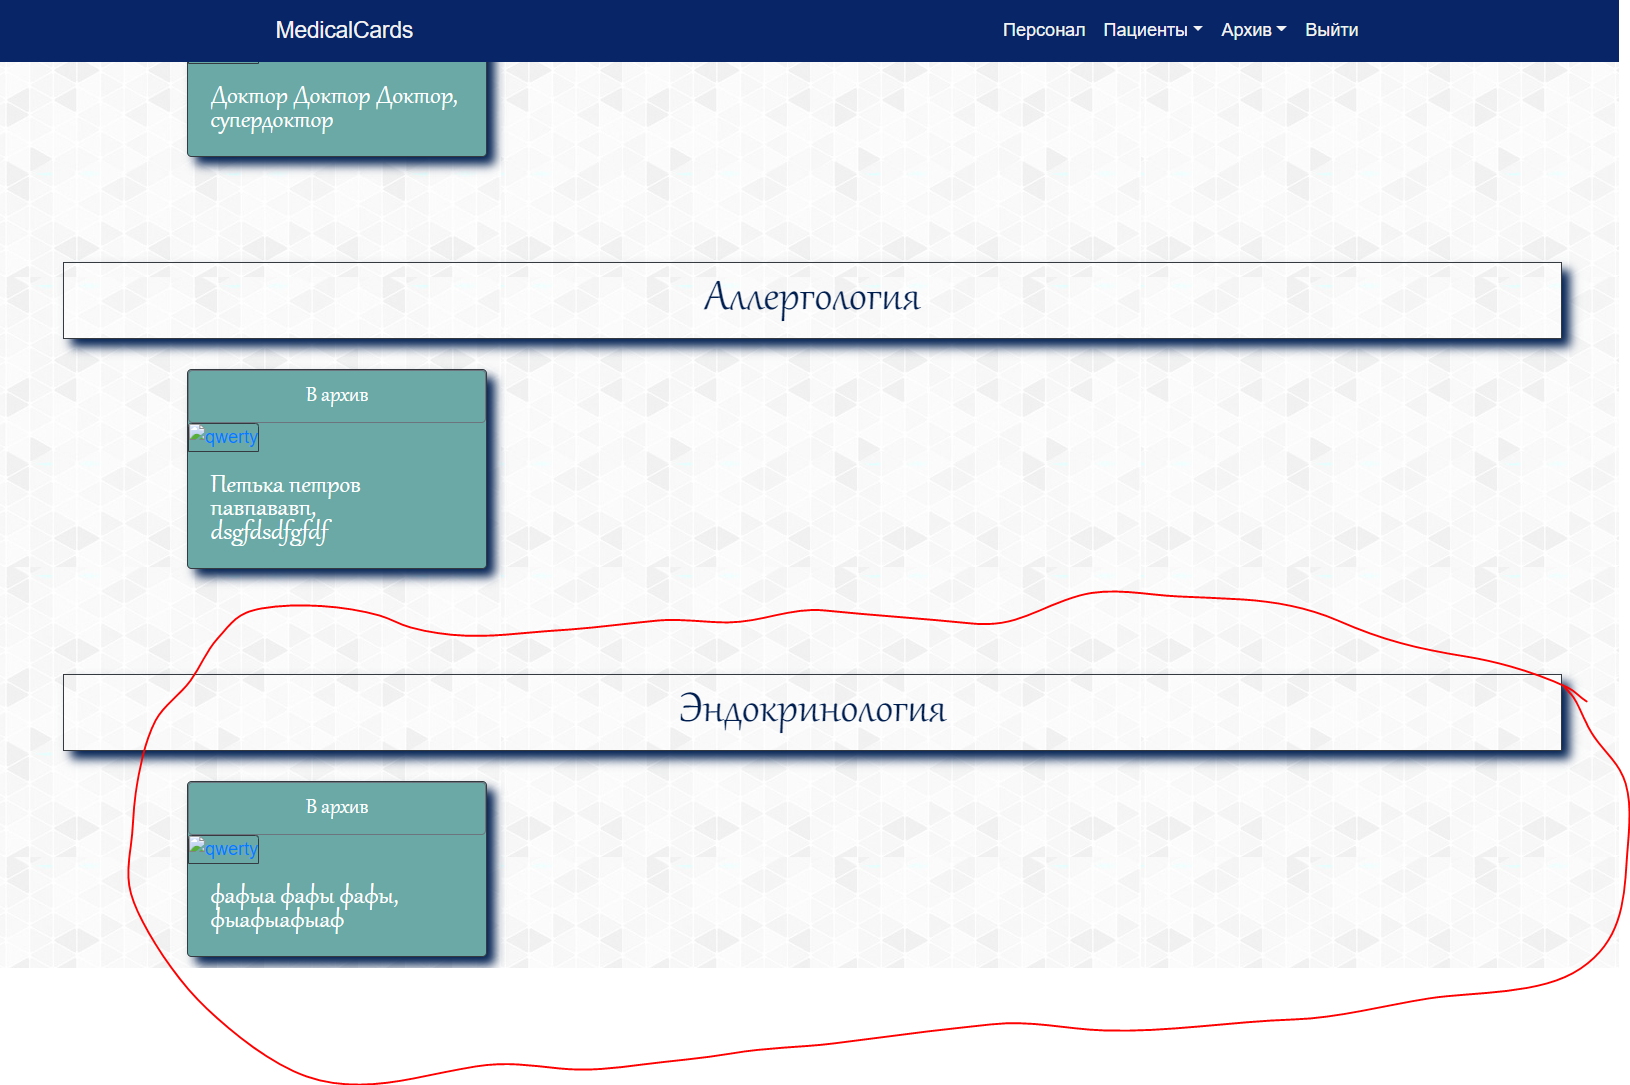 MedicalCards
Персонал Пациенты Архив Выйти
Доктор Доктор Доктор,
супердоктор
Аллергология
В архив
qwerty
Петька петров
павпававп,
dsgfdsdfgfdf
Эндокринология
В архив
qwerty
фафыа фафы фафы,
фыафыафыаф